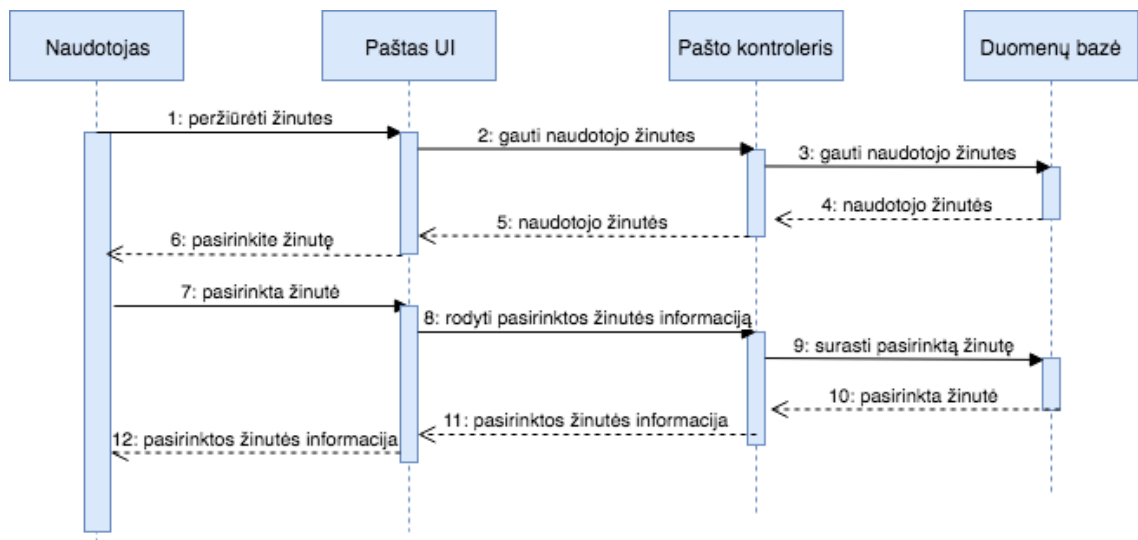 Naudotojas
Paštas UI
Pašto kontroleris
Duomenų bazė
1: peržiūrėti žinutes
2: gauti naudotojo žinutes
3: gauti naudotojo žinutes
4: naudotojo žinutės
5: naudotojo žinutės
6: pasirinkite žinutę
7: pasirinkta žinutė
8: rodyti pasirinktos žinutės informaciją
9: surasti pasirinktą žinutę
10: pasirinkta žinutė
11: pasirinktos žinutės informacija
12: pasirinktos žinutės informacija